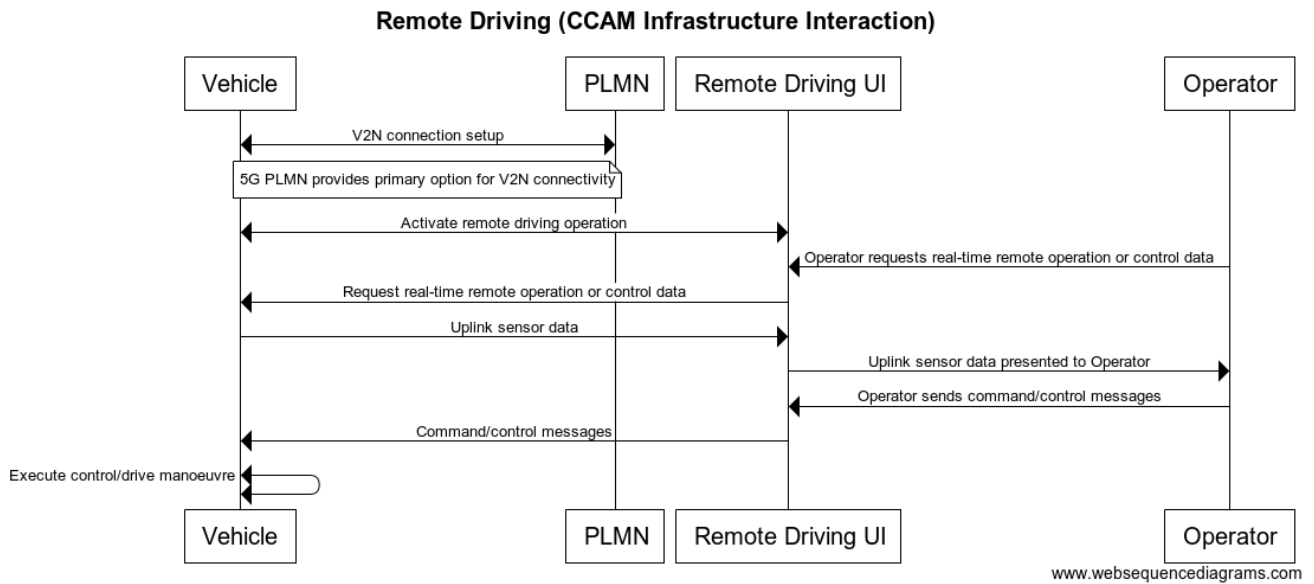 Remote Driving (CCAM Infrastructure Interaction)
Vehicle
PLMN
Remote Driving UI
Operator
V2N connection setup
5G PLMN provides primary option for V2N connectivity
Activate remote driving operation
Operator requests real-time remote operation or control data
Request real-time remote operation or control data
Uplink sensor data
Uplink sensor data presented to Operator
Operator sends command/control messages
Command/control messages
Execute control/drive manoeuvre
Vehicle
PLMN
Remote Driving UI
Operator
www.websequencediagrams.com